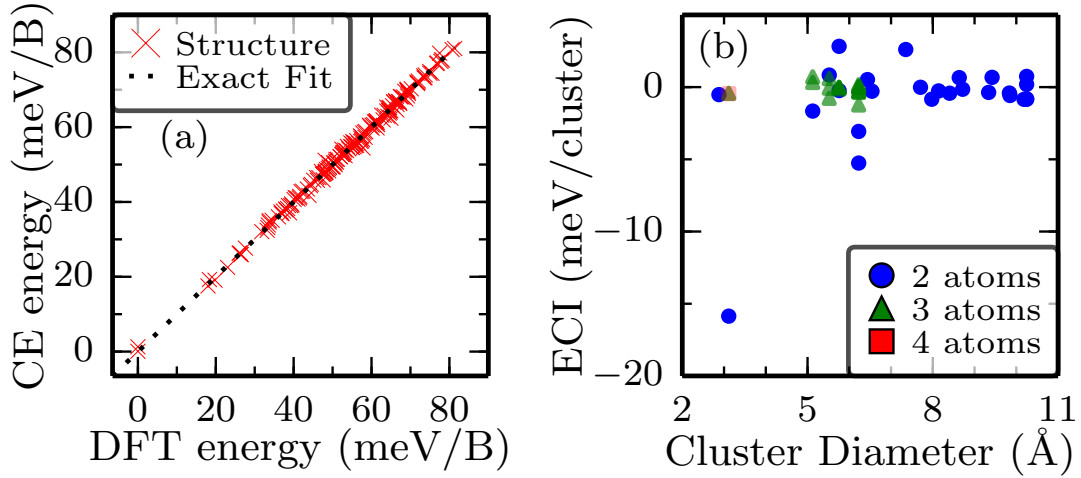 CE energy (meV/B)
80
60
40
20
0
Structure
Exact Fit
(a)
0 20 40 60 80
DFT energy (meV/B)
ECI (meV/cluster)
0
−10
−20
(b)
2 atoms
3 atoms
4 atoms
2 5 8 11
Cluster Diameter (Å)